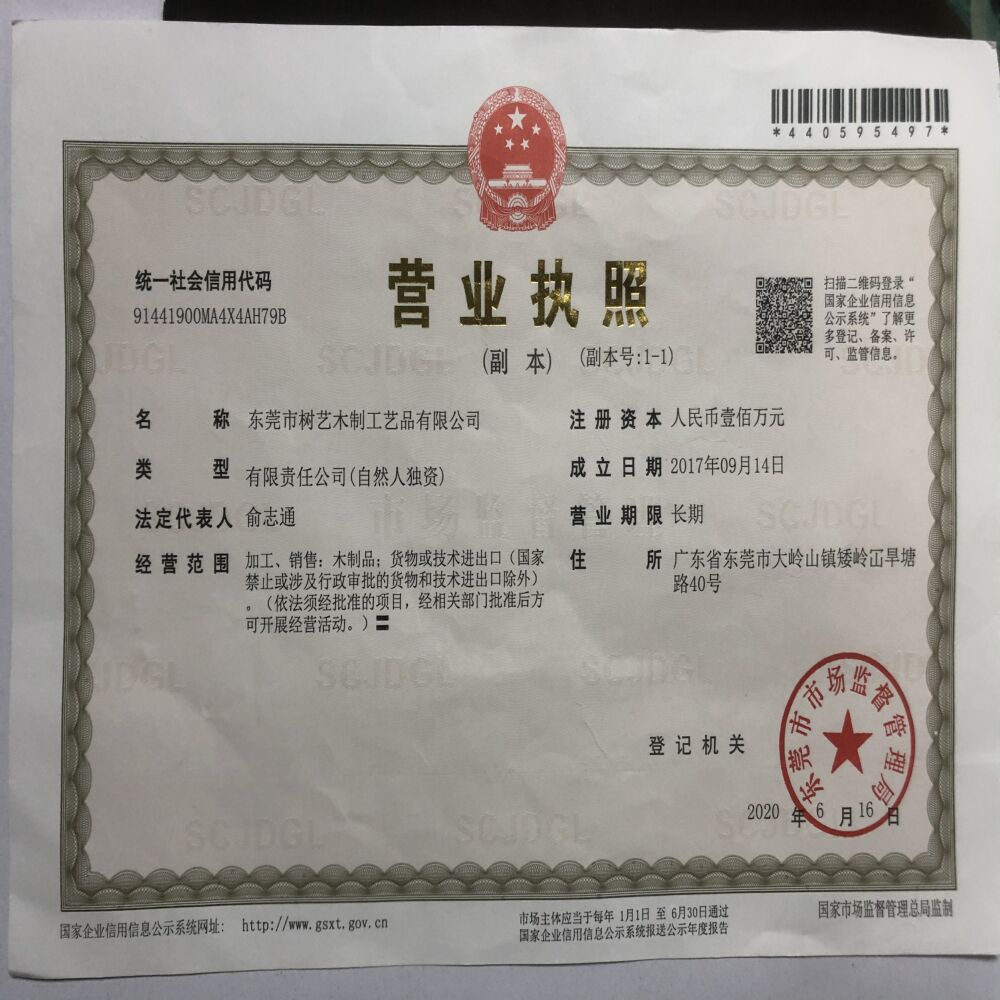 *440595497*
统一社会信用代码
91441900MA4X4AH79B
营业执照
(副 本) (副本号:1-1)
扫描二维码登录“
国家企业信用信息
公示系统”了解更
多登记、备案、许
可、监管信息。
名称 东莞市树艺木制工艺品有限公司
类型 有限责任公司(自然人独资)
法定代表人 俞志通
经营范围 加工、销售：木制品；货物或技术进出口（国家
禁止或涉及行政审批的货物和技术进出口除外）
。（依法须经批准的项目，经相关部门批准后方
可开展经营活动。）〓
注册资本 人民币壹佰万元
成立日期 2017年09月14日
营业期限 长期
住所 广东省东莞市大岭山镇矮岭冚旱塘
路40号
登记机关
东莞市市场监督管理局
2020 年 6 月 16 日
国家企业信用信息公示系统网址： http://www.gsxt.gov.cn
市场主体应当于每年 1月1日 至 6月30日通过
国家企业信用信息公示系统报送公示年度报告
国家市场监督管理总局监制
SCJDGL
市场监督管理